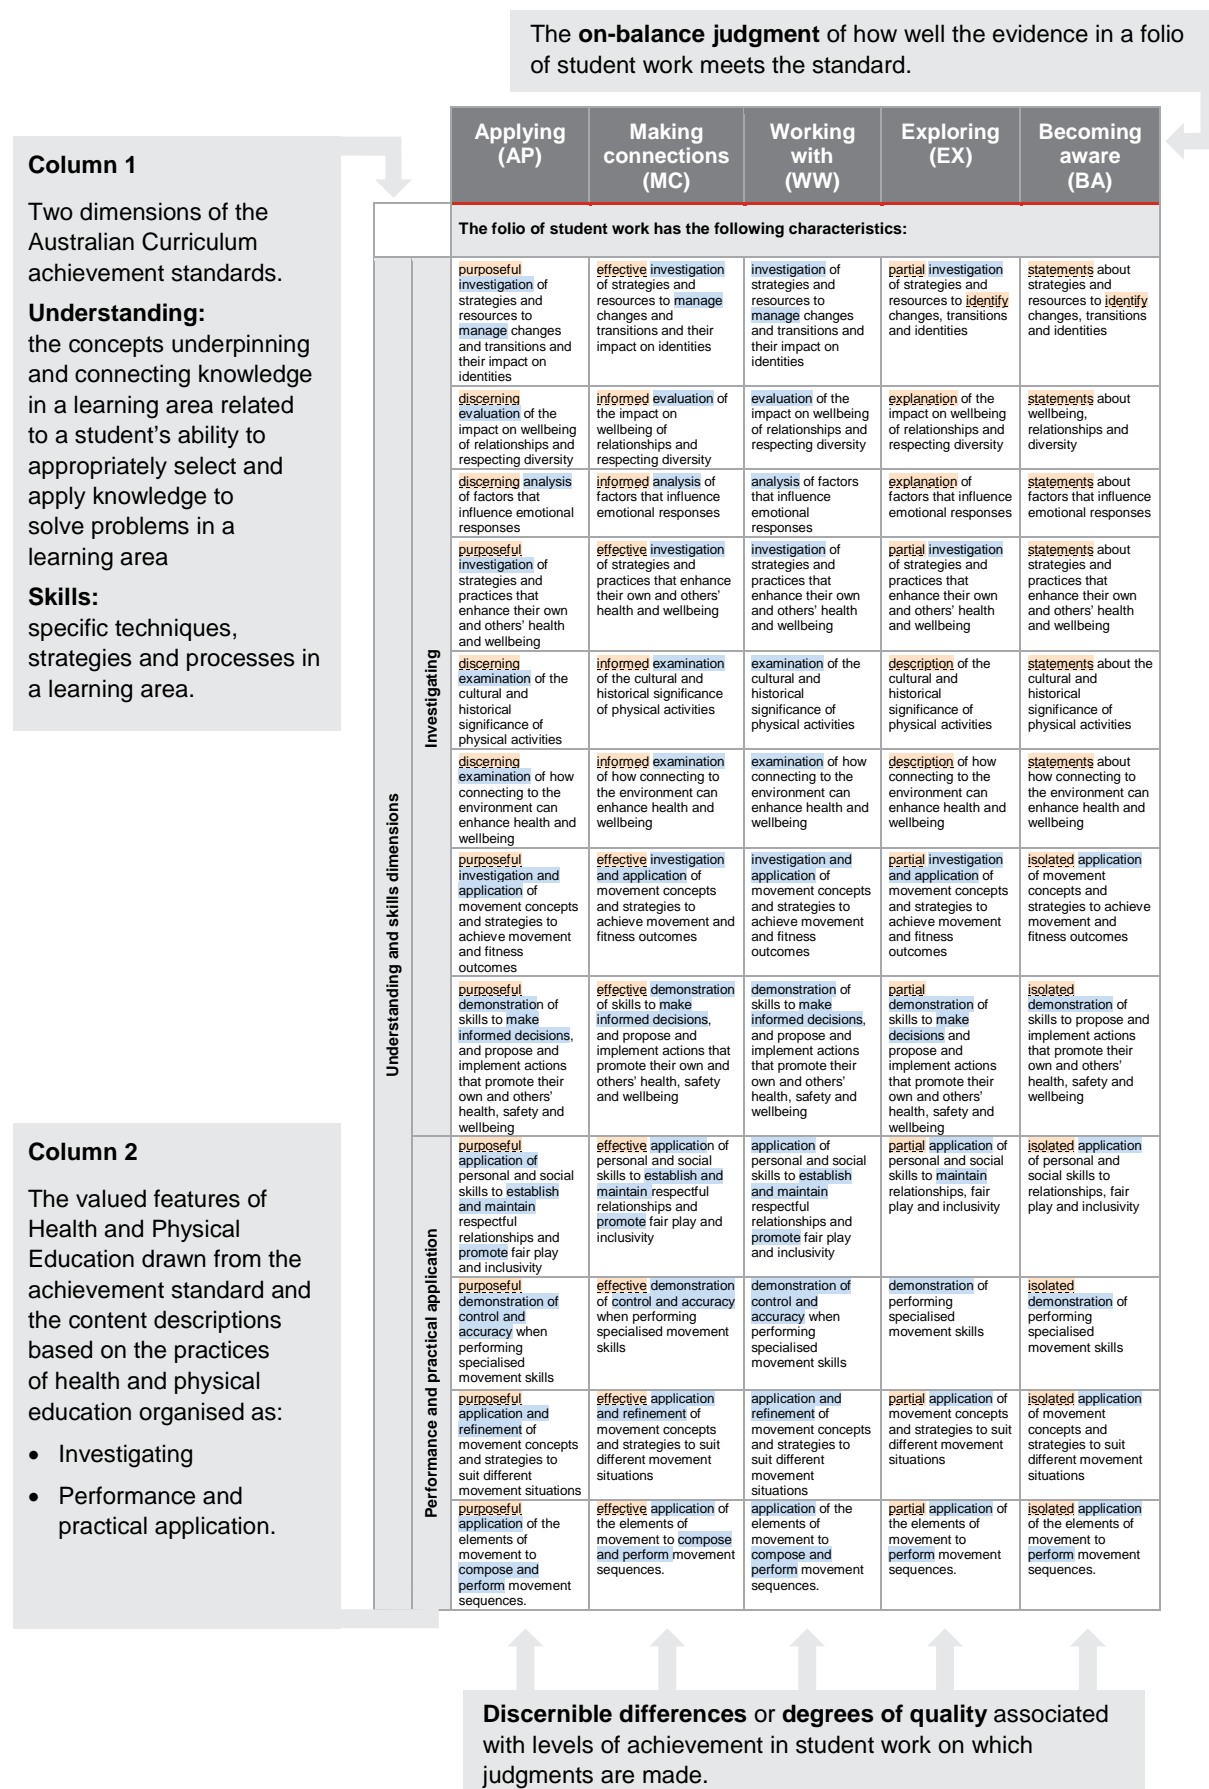 The on-balance judgment of how well the evidence in a folio
of student work meets the standard.
Column 1
Two dimensions of the
Australian Curriculum
achievement standards.
Understanding:
the concepts underpinning
and connecting knowledge
in a learning area related
to a student's ability to
appropriately select and
apply knowledge to
solve problems in a
learning area
Skills:
specific techniques,
strategies and processes in
a learning area.
Column 2
The valued features of
Health and Physical
Education drawn from the
achievement standard and
the content descriptions
based on the practices
of health and physical
education organised as:
• Investigating
• Performance and
practical application.
Applying
(AP)
Making
connections
(MC)
Working
with
(WW)
Exploring
(EX)
Becoming
aware
(BA)
The folio of student work has the following characteristics:
Understanding and skills dimensions
Investigating
purposeful
investigation of
strategies and
resources to
manage changes
and transitions and
their impact on
identities
effective investigation
of strategies and
resources to manage
changes and
transitions and their
impact on identities
investigation of
strategies and
resources to
manage changes
and transitions and
their impact on
identities
partial investigation
of strategies and
resources to identify
changes, transitions
and identities
statements about
strategies and
resources to identify
changes, transitions
and identities
discerning
evaluation of the
impact on wellbeing
of relationships and
respecting diversity
informed evaluation of
the impact on
wellbeing of
relationships and
respecting diversity
evaluation of the
impact on wellbeing
of relationships and
respecting diversity
explanation of the
impact on wellbeing
of relationships and
respecting diversity
statements about
wellbeing,
relationships and
diversity
discerning analysis
of factors that
influence emotional
responses
informed analysis of
factors that influence
emotional responses
analysis of factors
that influence
emotional
responses
explanation of
factors that influence
emotional responses
statements about
factors that influence
emotional responses
purposeful
investigation of
strategies and
practices that
enhance their own
and others' health
and wellbeing
effective investigation
of strategies and
practices that enhance
their own and others'
health and wellbeing
investigation of
strategies and
practices that
enhance their own
and others' health
and wellbeing
partial investigation
of strategies and
practices that
enhance their own
and others' health
and wellbeing
statements about
strategies and
practices that
enhance their own
and others' health
and wellbeing
discerning
examination of the
cultural and
historical
significance of
physical activities
informed examination
of the cultural and
historical significance
of physical activities
examination of the
cultural and
historical
significance of
physical activities
description of the
cultural and
historical
significance of
physical activities
statements about the
cultural and
historical
significance of
physical activities
discerning
examination of how
connecting to the
environment can
enhance health and
wellbeing
informed examination
of how connecting to
the environment can
enhance health and
wellbeing
examination of how
connecting to the
environment can
enhance health and
wellbeing
description of how
connecting to the
environment can
enhance health and
wellbeing
statements about
how connecting to
the environment can
enhance health and
wellbeing
purposeful
investigation and
application of
movement concepts
and strategies to
achieve movement
and fitness
outcomes
effective investigation
and application of
movement concepts
and strategies to
achieve movement and
fitness outcomes
investigation and
application of
movement concepts
and strategies to
achieve movement
and fitness
outcomes
partial investigation
and application of
movement concepts
and strategies to
achieve movement
and fitness
outcomes
isolated application
of movement
concepts and
strategies to achieve
movement and
fitness outcomes
purposeful
demonstration of
skills to make
informed decisions,
and propose and
implement actions
that promote their
own and others'
health, safety and
wellbeing
effective demonstration
of skills to make
informed decisions,
and propose and
implement actions that
promote their own and
others' health, safety
and wellbeing
demonstration of
skills to make
informed decisions,
and propose and
implement actions
that promote their
own and others'
health, safety and
wellbeing
partial
demonstration of
skills to make
decisions and
propose and
implement actions
that promote their
own and others'
health, safety and
wellbeing
isolated
demonstration of
skills to propose and
implement actions
that promote their
own and others'
health, safety and
wellbeing
Performance and practical application
purposeful
application of
personal and social
skills to establish
and maintain
respectful
relationships and
promote fair play
and inclusivity
effective application of
personal and social
skills to establish and
maintain respectful
relationships and
promote fair play and
inclusivity
application of
personal and social
skills to establish
and maintain
respectful
relationships and
promote fair play
and inclusivity
partial application of
personal and social
skills to maintain
relationships, fair
play and inclusivity
isolated application
of personal and
social skills to
relationships, fair
play and inclusivity
purposeful
demonstration of
control and
accuracy when
performing
specialised
movement skills
effective demonstration
of control and accuracy
when performing
specialised movement
skills
demonstration of
control and
accuracy when
performing
specialised
movement skills
demonstration of
performing
specialised
movement skills
isolated
demonstration of
performing
specialised
movement skills
purposeful
application and
refinement of
movement concepts
and strategies to
suit different
movement situations
effective application
and refinement of
movement concepts
and strategies to suit
different movement
situations
application and
refinement of
movement concepts
and strategies to
suit different
movement
situations
partial application of
movement concepts
and strategies to suit
different movement
situations
isolated application
of movement
concepts and
strategies to suit
different movement
situations
purposeful
application of the
elements of
movement to
compose and
perform movement
sequences.
effective application of
the elements of
movement to compose
and perform movement
sequences.
application of the
elements of
movement to
compose and
perform movement
sequences.
partial application of
the elements of
movement to
perform movement
sequences.
isolated application
of the elements of
movement to
perform movement
sequences.
Discernible differences or degrees of quality associated
with levels of achievement in student work on which
judgments are made.